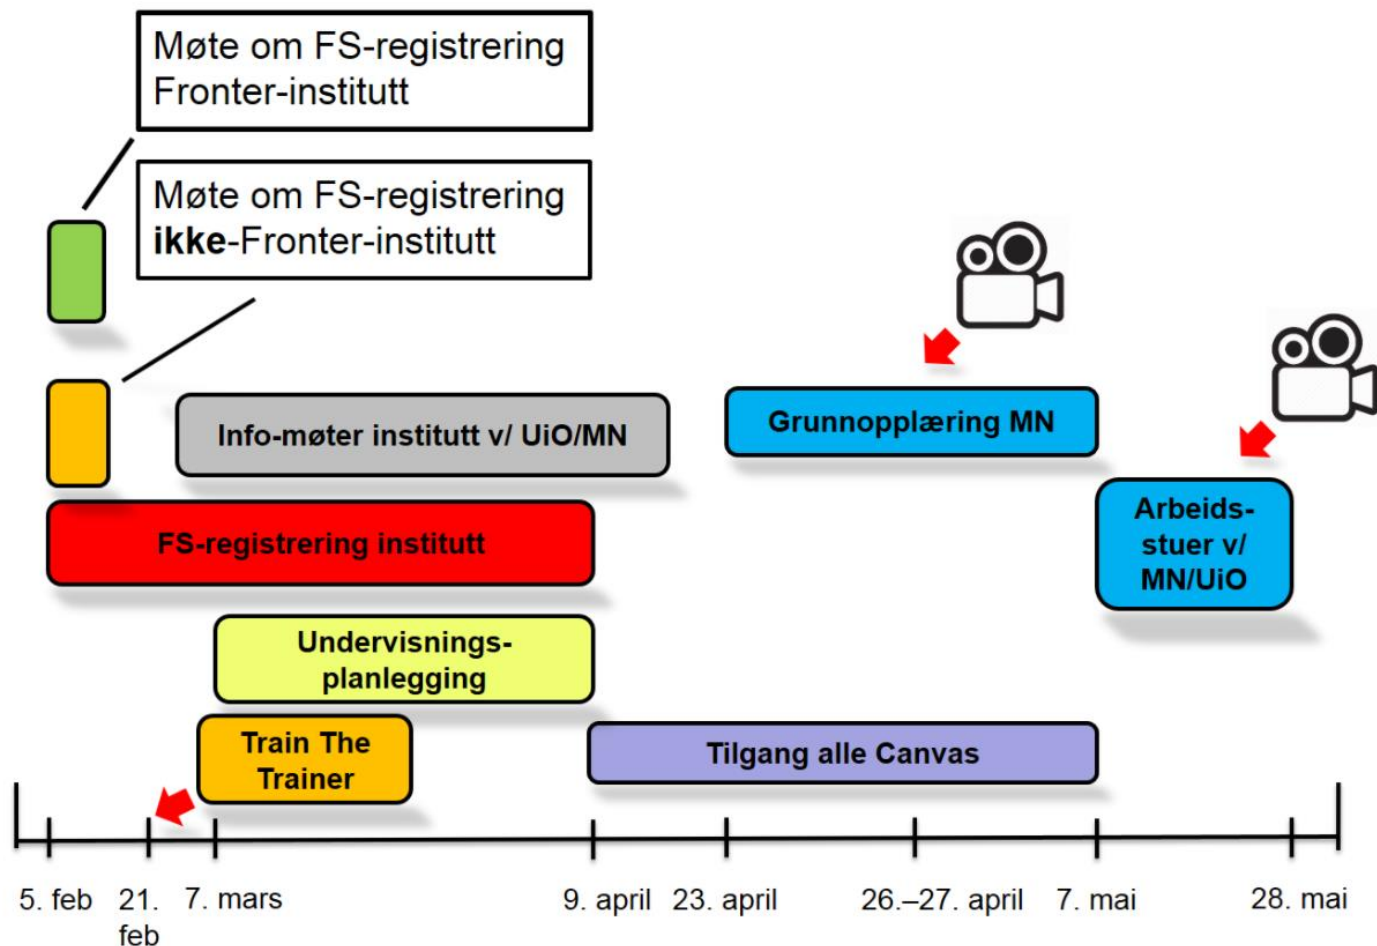 Møte om FS-registrering
Fronter-institutt
Møte om FS-registrering
ikke-Fronter-institutt
Info-møter institutt v/ UiO/MN
Grunnopplæring MN
FS-registrering institutt
Arbeids-
stuer v/
MN/UiO
Undervisnings-
planlegging
Train The
Trainer
Tilgang alle Canvas
5. feb
21.
feb
7. mars
9. april
23. april
26.–27. april
7. mai
28. mai